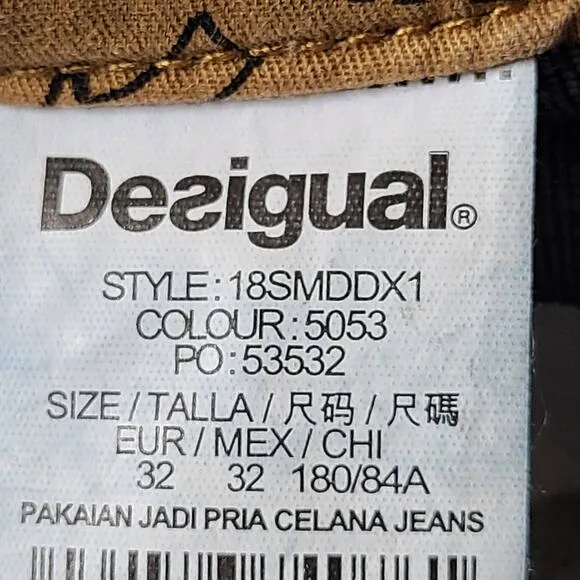 Desigual®
STYLE: 18SMDDX1
COLOUR: 5053
PO: 53532
SIZE / TALLA / 尺码 / 尺碼
EUR / MEX / CHI
32 32 180/84A
PAKAIAN JADI PRIA CELANA JEANS